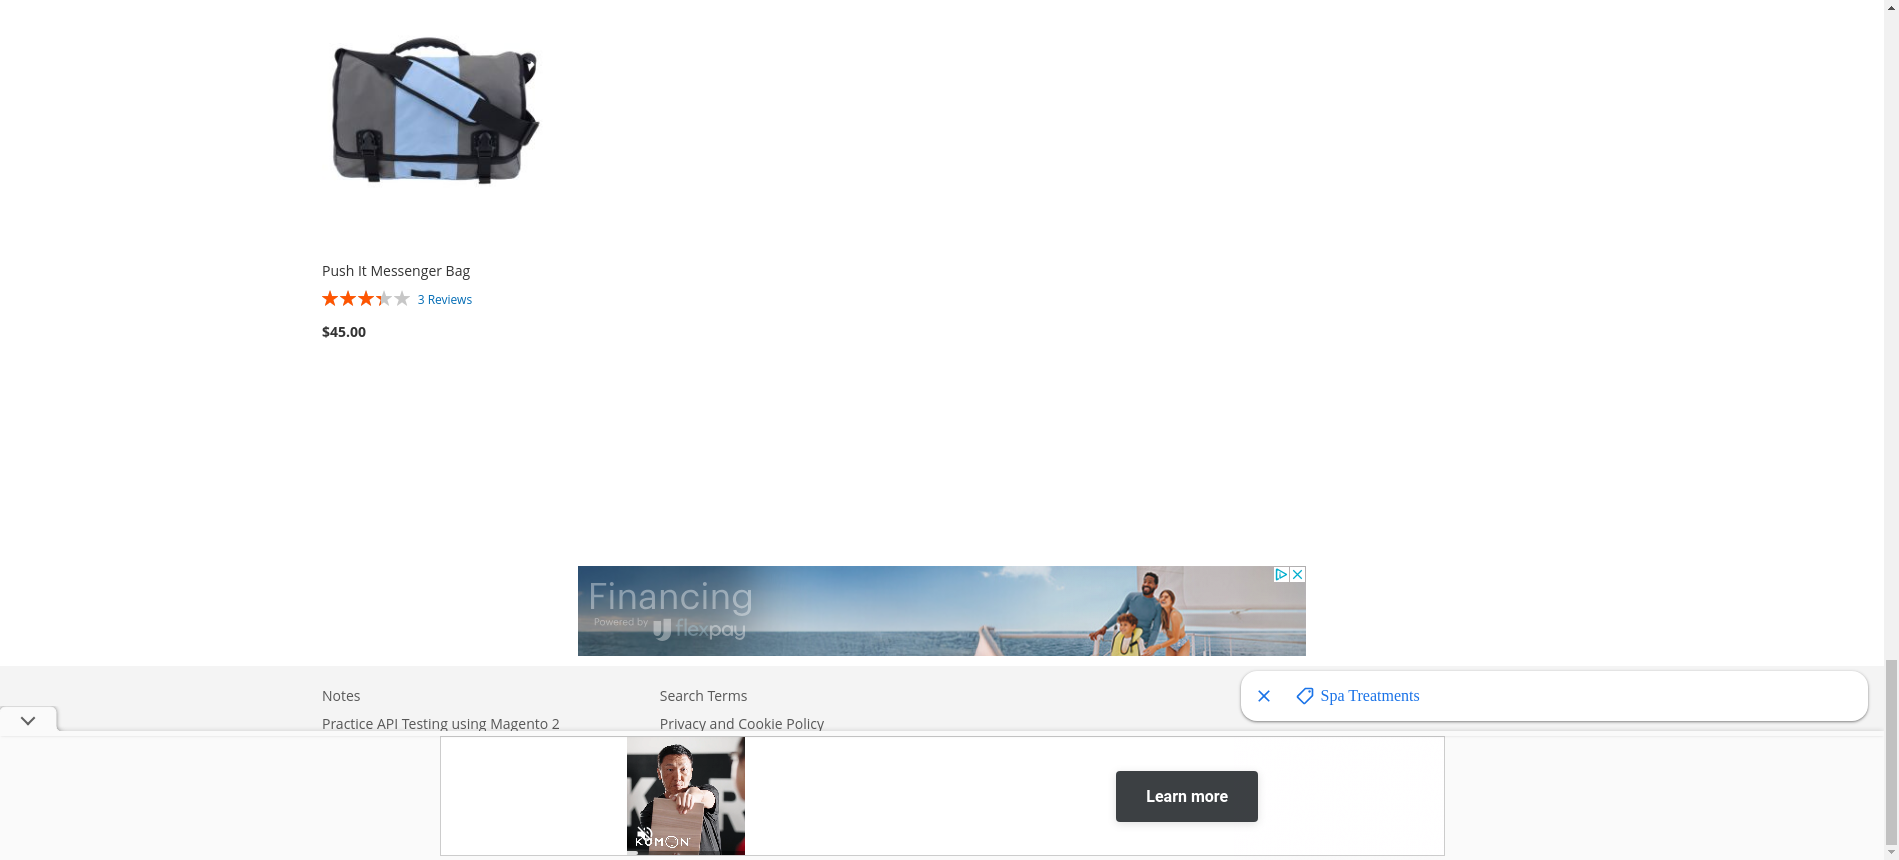 Push It Messenger Bag
3 Reviews
$45.00
Financing
Powered by flexpay
Notes
Search Terms
Spa Treatments
Practice API Testing using Magento 2
Privacy and Cookie Policy
KUMON
Learn more